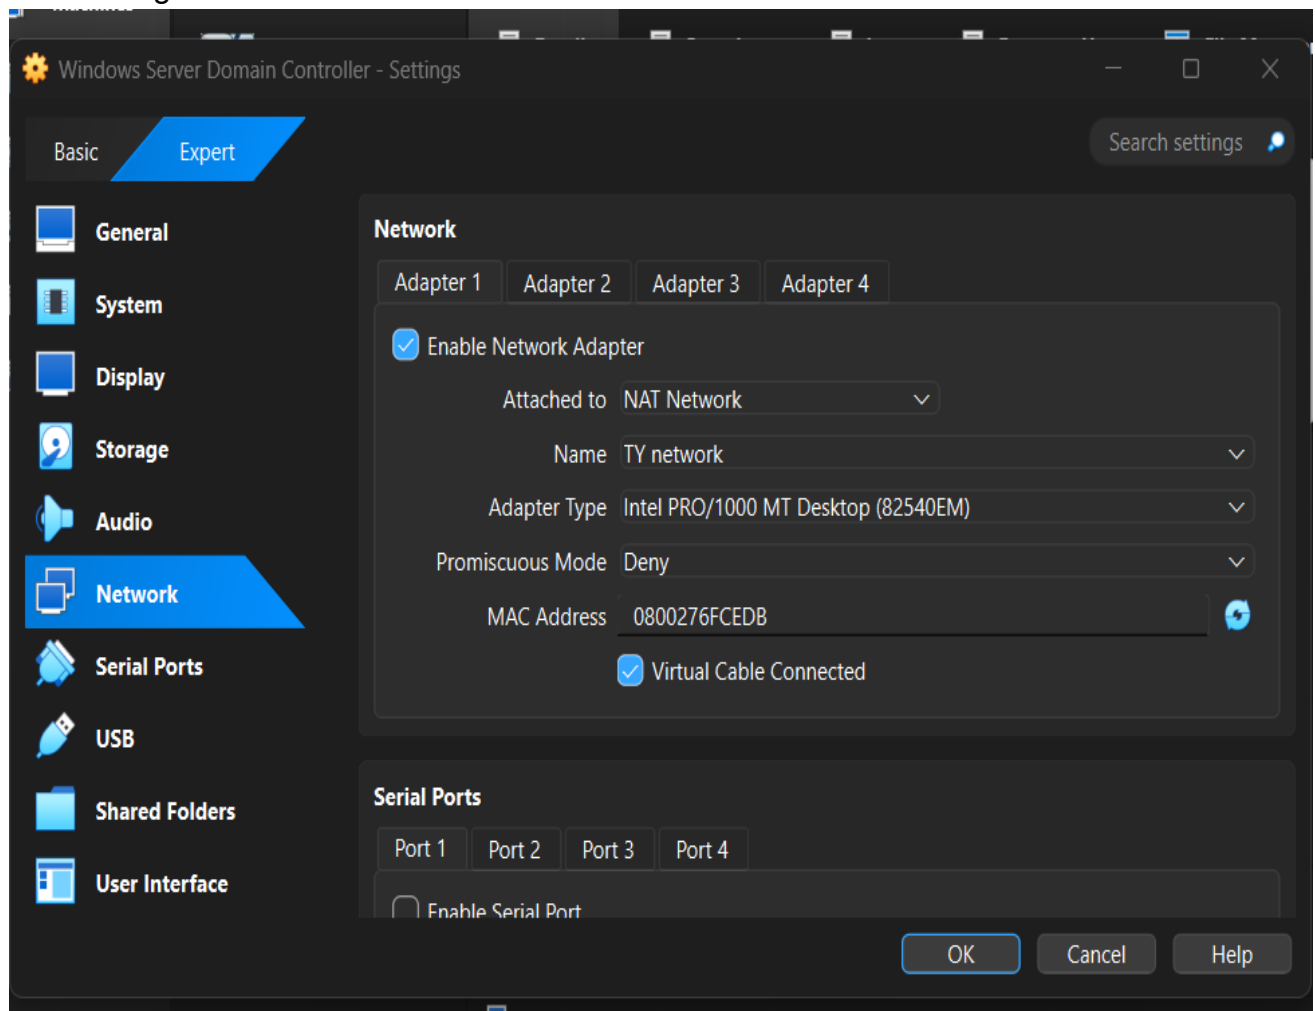 Windows Server Domain Controller - Settings
Basic
Expert
Search settings
General
System
Display
Storage
Audio
Network
Serial Ports
USB
Shared Folders
User Interface
Network
Adapter 1 Adapter 2 Adapter 3 Adapter 4
Enable Network Adapter
Attached to NAT Network
Name TY network
Adapter Type Intel PRO/1000 MT Desktop (82540EM)
Promiscuous Mode Deny
MAC Address 0800276FCEDB
Virtual Cable Connected
Serial Ports
Port 1 Port 2 Port 3 Port 4
Enable Serial Port
OK Cancel Help